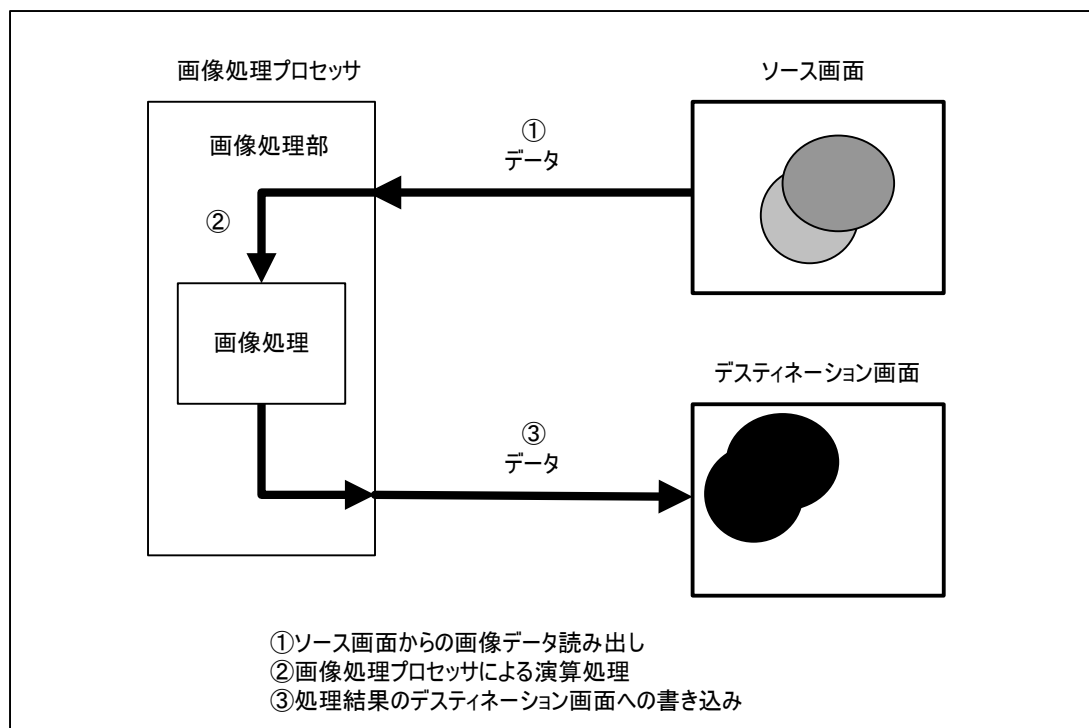 画像処理プロセッサ
ソース画面
画像処理部
①
データ
②
画像処理
デスティネーション画面
③
データ
①ソース画面からの画像データ読み出し
②画像処理プロセッサによる演算処理
③処理結果のデスティネーション画面への書き込み